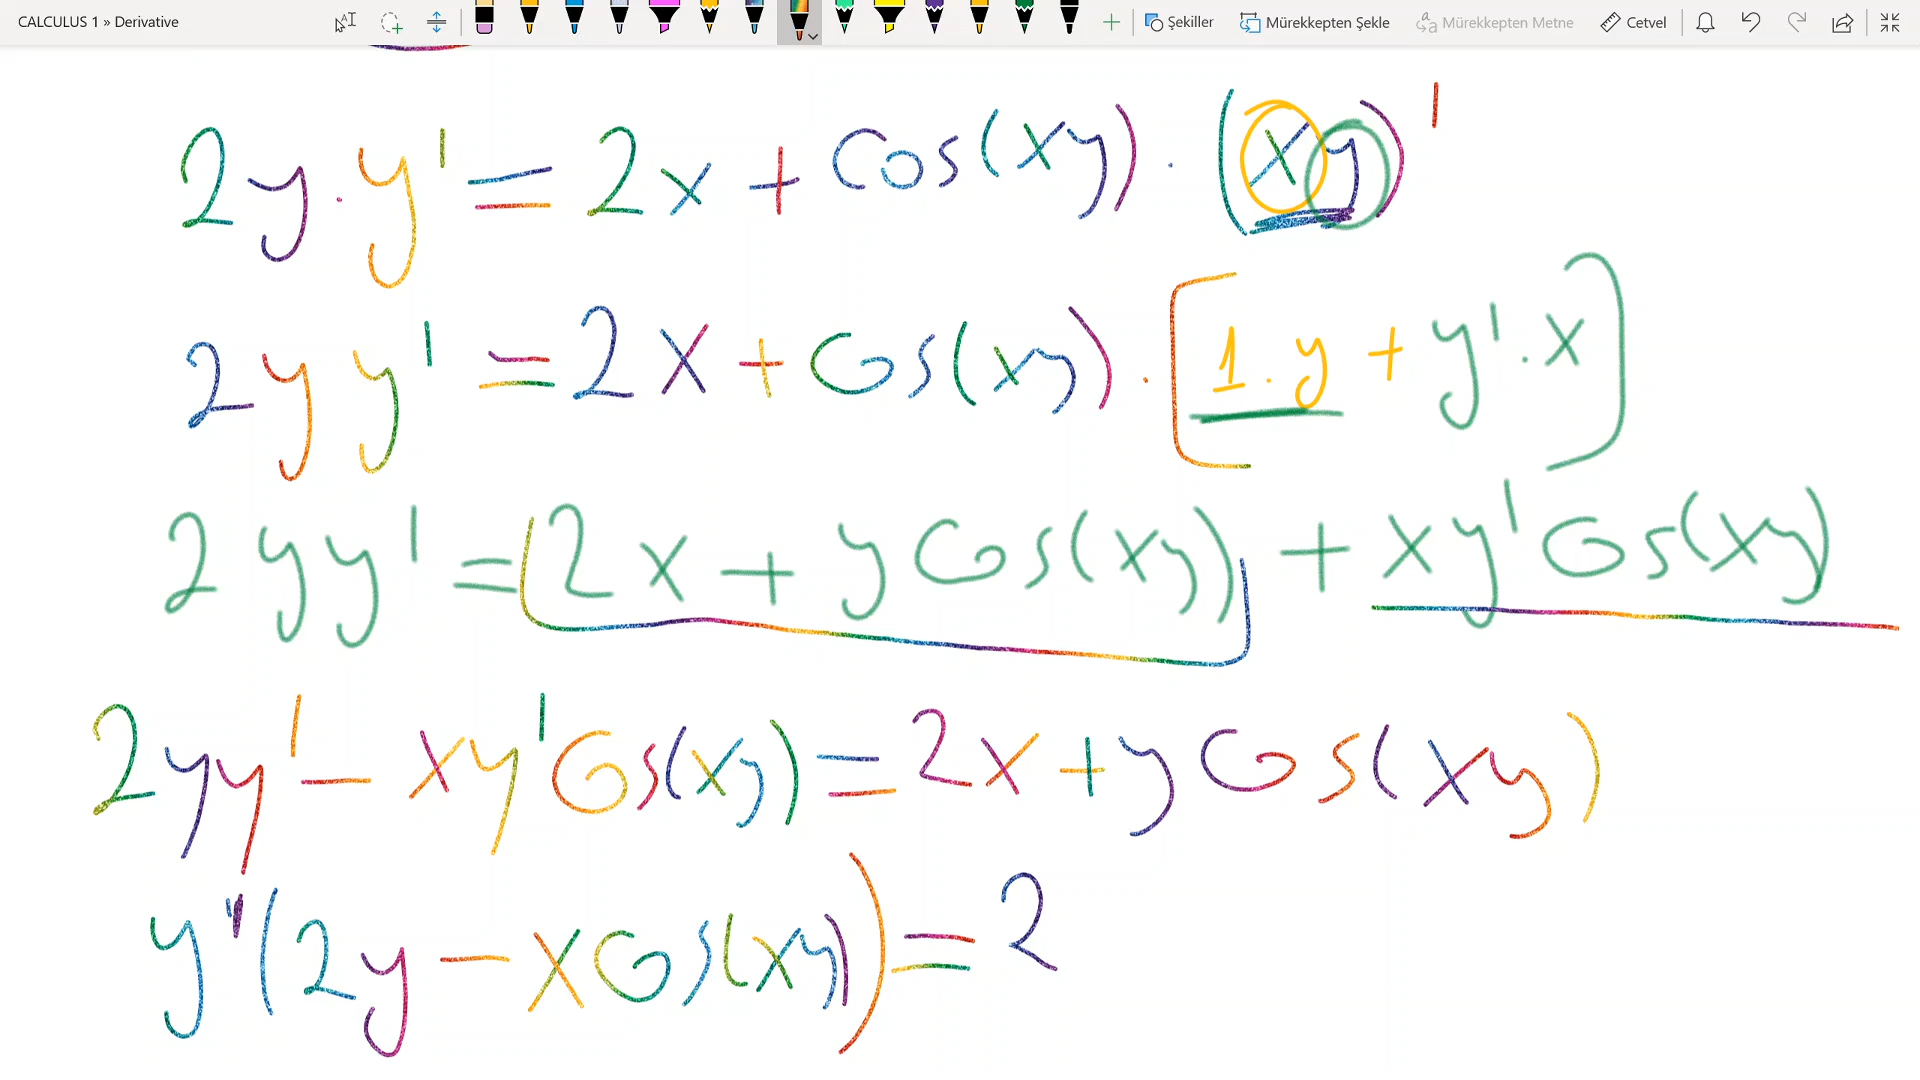 CALCULUS 1 » Derivative Şekiller Mürekkepten Şekle Mürekkepten Metne Cetvel
2y · y' = 2x + Cos(xy) · (xy)'
2yy' = 2x + Cos(xy) · [1.y + y'.x]
2yy' = 2x + yCos(xy) + xy'Cos(xy)
2yy' - xy'Cos(xy) = 2x + yCos(xy)
y'(2y - xCos(xy)) = 2